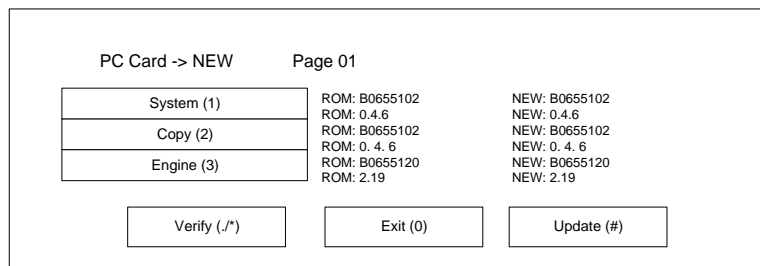 PC Card -> NEW Page 01
System (1)
ROM: B0655102 NEW: B0655102
ROM: 0.4.6 NEW: 0.4.6
Copy (2)
ROM: B0655102 NEW: B0655102
ROM: 0. 4. 6 NEW: 0. 4. 6
Engine (3)
ROM: B0655120 NEW: B0655120
ROM: 2.19 NEW: 2.19
Verify (./*) Exit (0) Update (#)